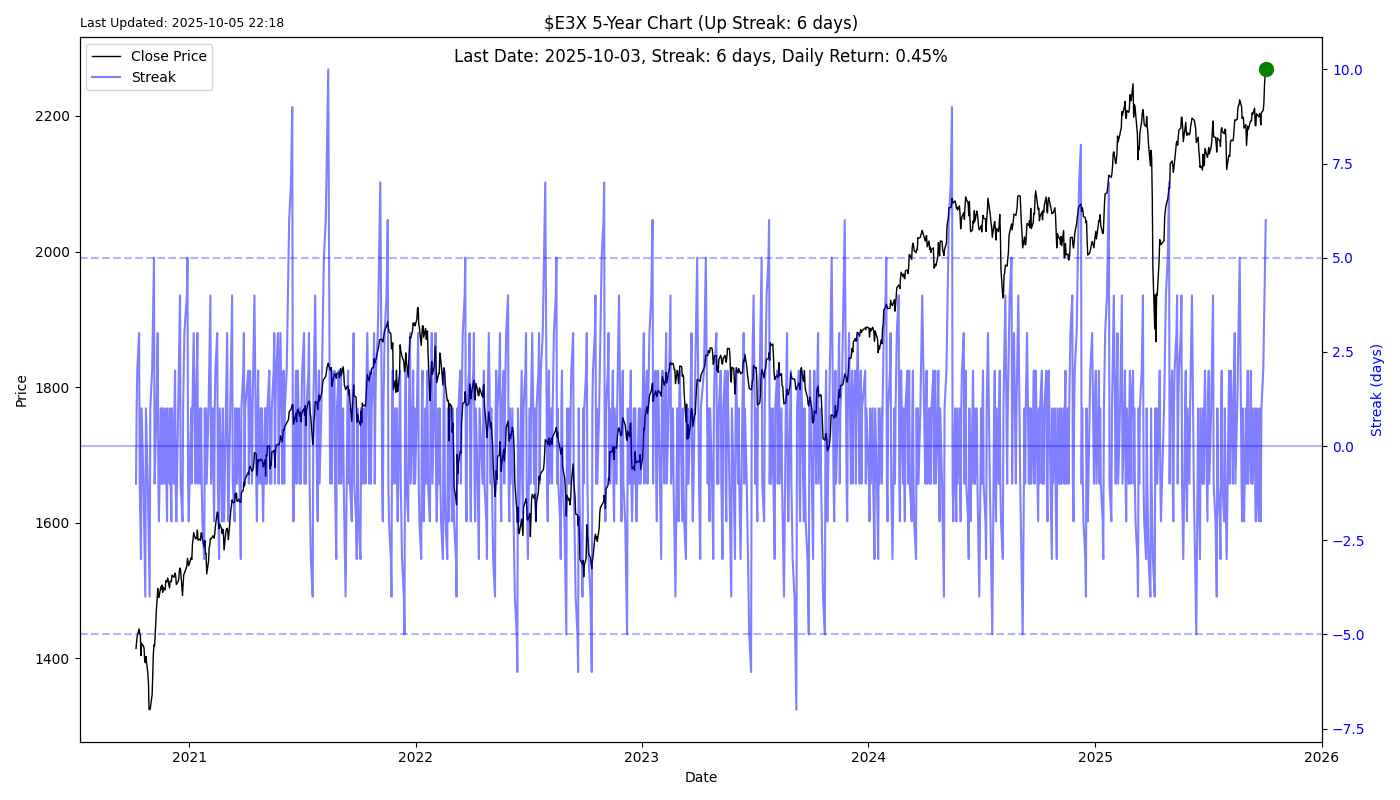 Last Updated: 2025-10-05 22:18
$E3X 5-Year Chart (Up Streak: 6 days)
Last Date: 2025-10-03, Streak: 6 days, Daily Return: 0.45%
Close Price
Streak
Price
2200
2000
1800
1600
1400
10.0
7.5
5.0
2.5
0.0
−2.5
−5.0
−7.5
Streak (days)
2021
2022
2023
2024
2025
2026
Date